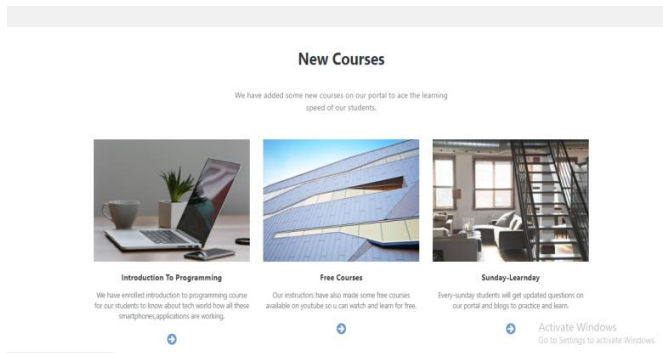 New Courses
We have added some new courses on our portal to ace the learning
speed of our students.
Introduction To Programming
We have enrolled introduction to programming course
for our students to know about tech world how all these
smartphones,applications are working.
Free Courses
Our instructors have also made some free courses
available on youtube so u can watch and learn for free.
Sunday-Learnday
Every-sunday students will get updated questions on
our portal and blogs to practice and learn.
Activate Windows
Go to Settings to activate Windows.